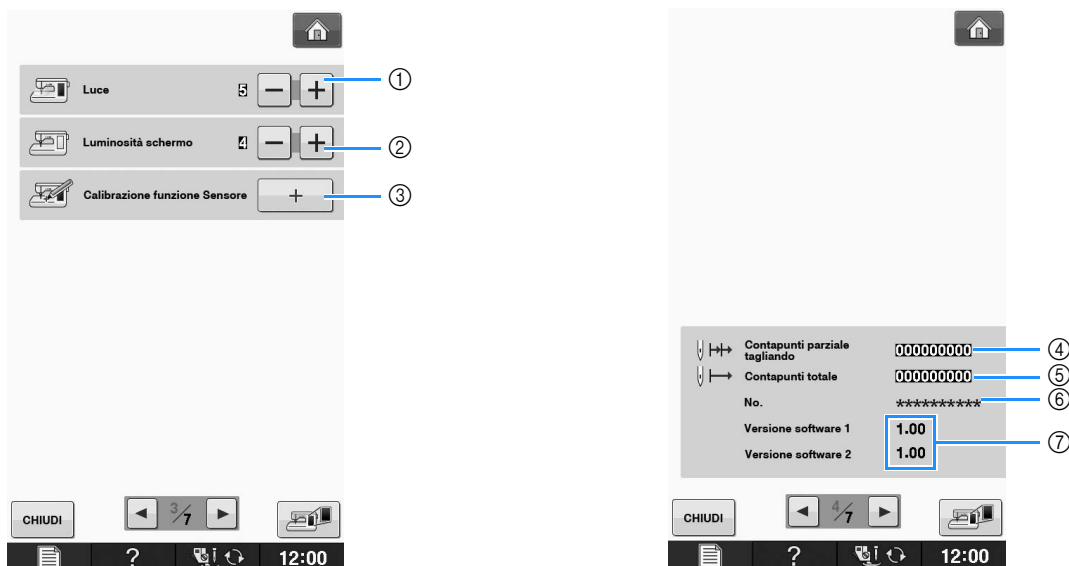 Luce 5 − + ①
Luminosità schermo 4 − + ②
Calibrazione funzione Sensore + ③
CHIUDI 3/7
? 12:00
Contapunti parziale
tagliando 000000000 ④
Contapunti totale 000000000 ⑤
No. ********** ⑥
Versione software 1 1.00
Versione software 2 1.00 ⑦
CHIUDI 4/7
? 12:00